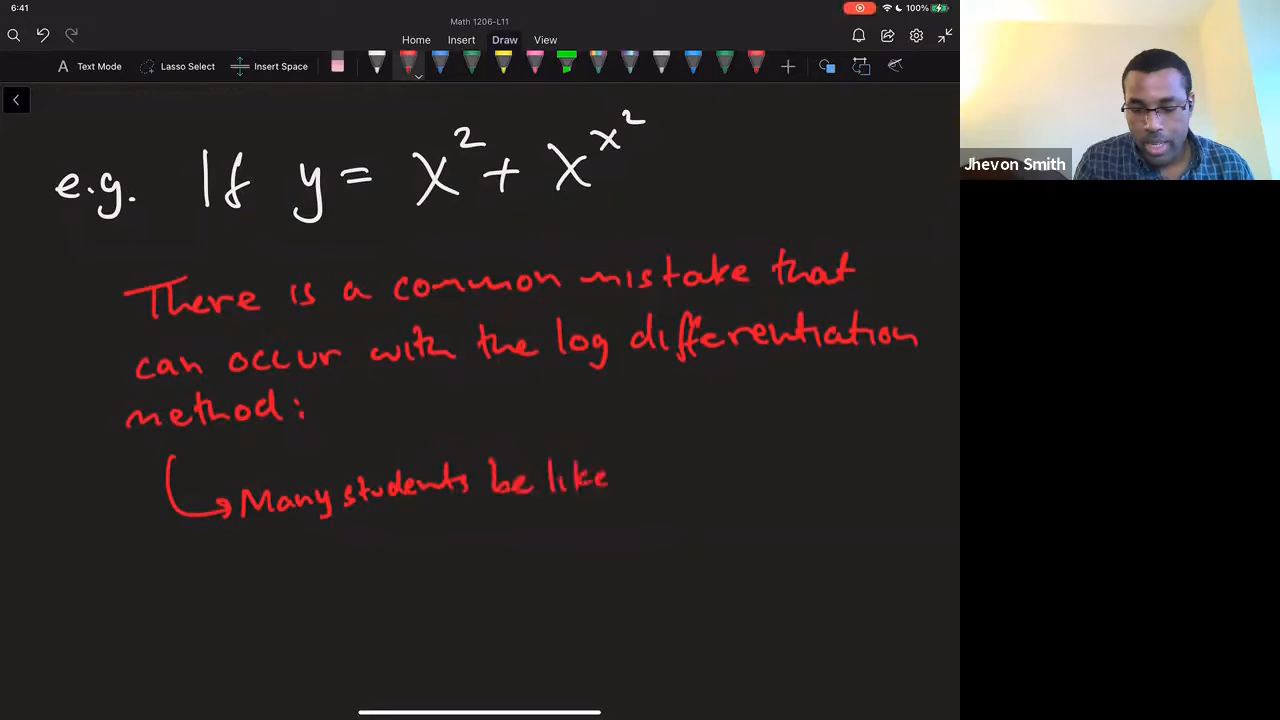 6:41
100%
Math 1206-L11
Home Insert Draw View
Text Mode Lasso Select Insert Space
Jhevon Smith
e.g. If y = x² + x^x²
There is a common mistake that
can occur with the log differentiation
method:
Many students be like